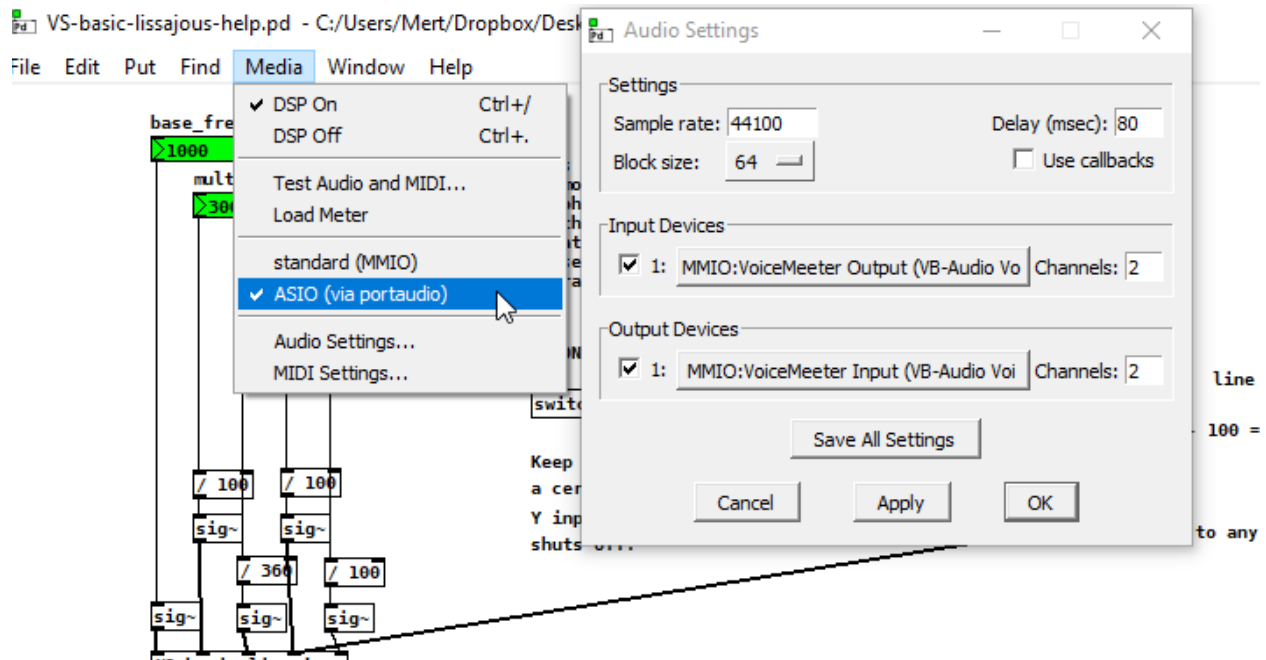 VS-basic-lissajous-help.pd - C:/Users/Mert/Dropbox/Desk
File Edit Put Find Media Window Help
DSP On Ctrl+/
DSP Off Ctrl+.
Test Audio and MIDI...
Load Meter
standard (MMIO)
ASIO (via portaudio)
Audio Settings...
MIDI Settings...
base_fre
1000
mult
300
/ 100
/ 100
sig~
sig~
/ 360
/ 100
sig~
sig~
sig~
switc
Keep
a cer
Y inp
shuts off.
line
100 =
to any
Audio Settings
Settings
Sample rate: 44100
Delay (msec): 80
Block size: 64
Use callbacks
Input Devices
1: MMIO:VoiceMeeter Output (VB-Audio Vo Channels: 2
Output Devices
1: MMIO:VoiceMeeter Input (VB-Audio Voi Channels: 2
Save All Settings
Cancel Apply OK